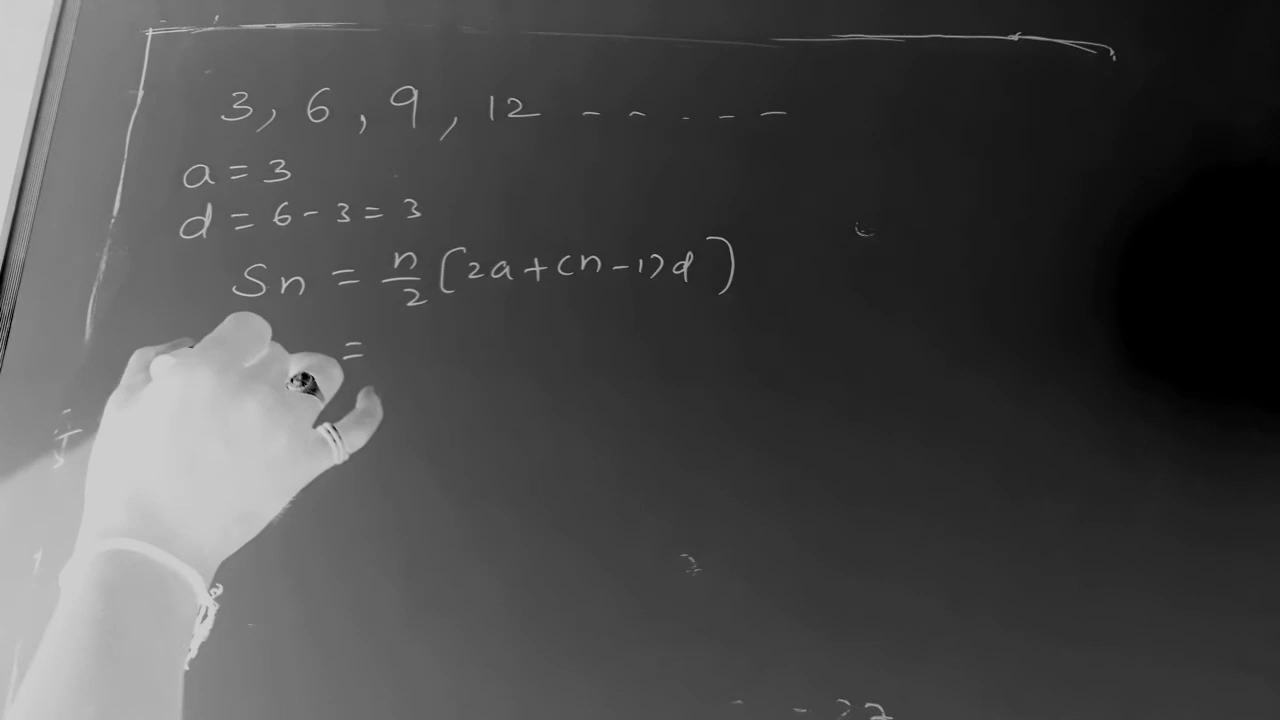 3, 6, 9, 12 - - - - -
a = 3
d = 6 - 3 = 3
Sn = n/2 (2a+(n-1)d)
=